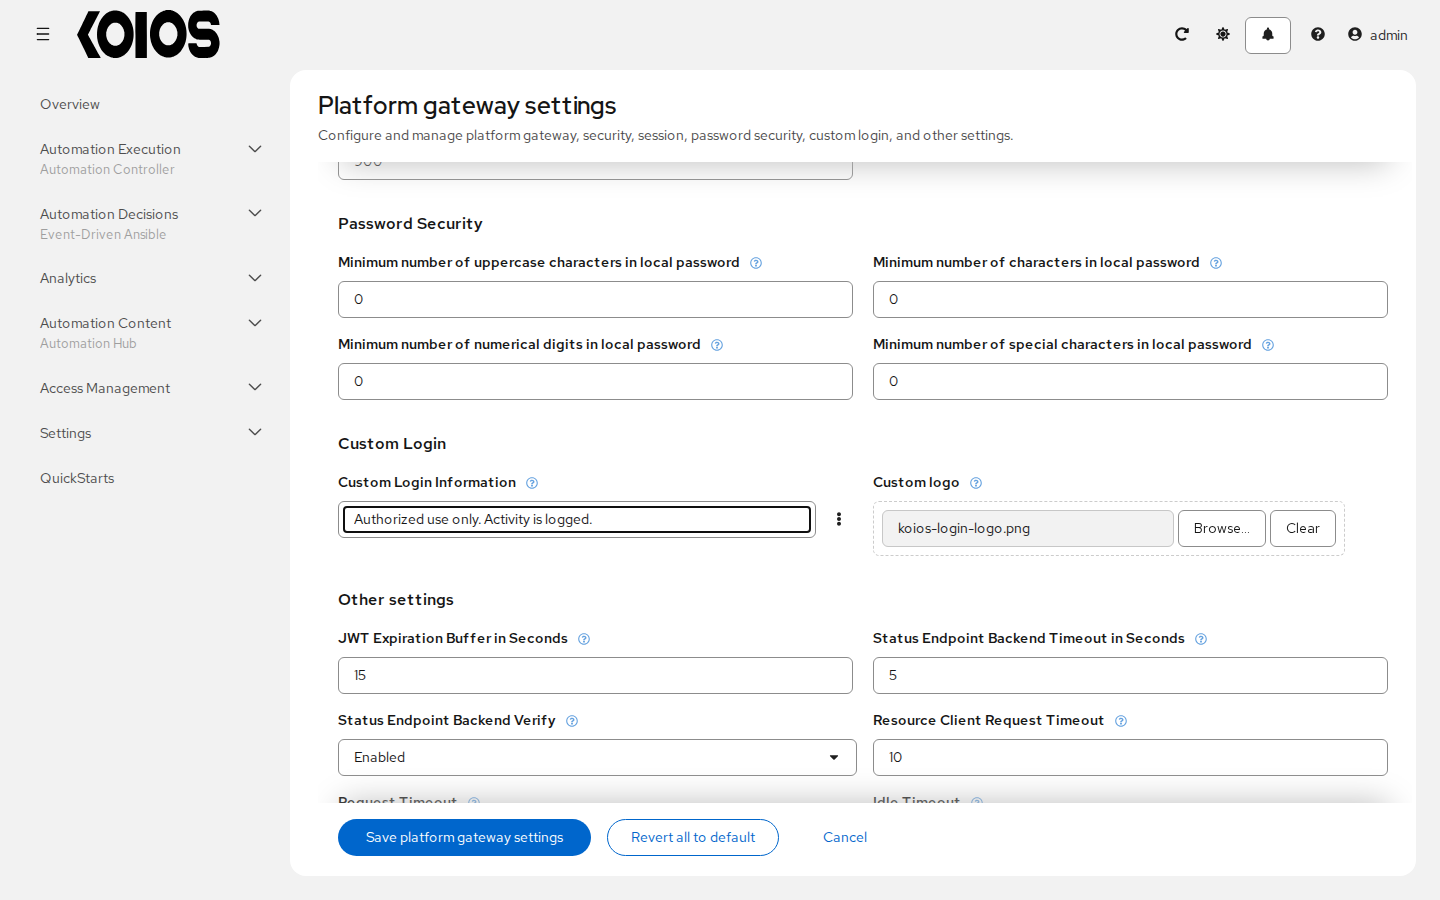 KOIOS
admin
Overview
Automation Execution
Automation Controller
Automation Decisions
Event-Driven Ansible
Analytics
Automation Content
Automation Hub
Access Management
Settings
QuickStarts
Platform gateway settings
Configure and manage platform gateway, security, session, password security, custom login, and other settings.
900
Password Security
Minimum number of uppercase characters in local password
Minimum number of characters in local password
0
0
Minimum number of numerical digits in local password
Minimum number of special characters in local password
0
0
Custom Login
Custom Login Information
Custom logo
Authorized use only. Activity is logged.
koios-login-logo.png
Browse...
Clear
Other settings
JWT Expiration Buffer in Seconds
Status Endpoint Backend Timeout in Seconds
15
5
Status Endpoint Backend Verify
Resource Client Request Timeout
Enabled
10
Request Timeout
Idle Timeout
Save platform gateway settings
Revert all to default
Cancel